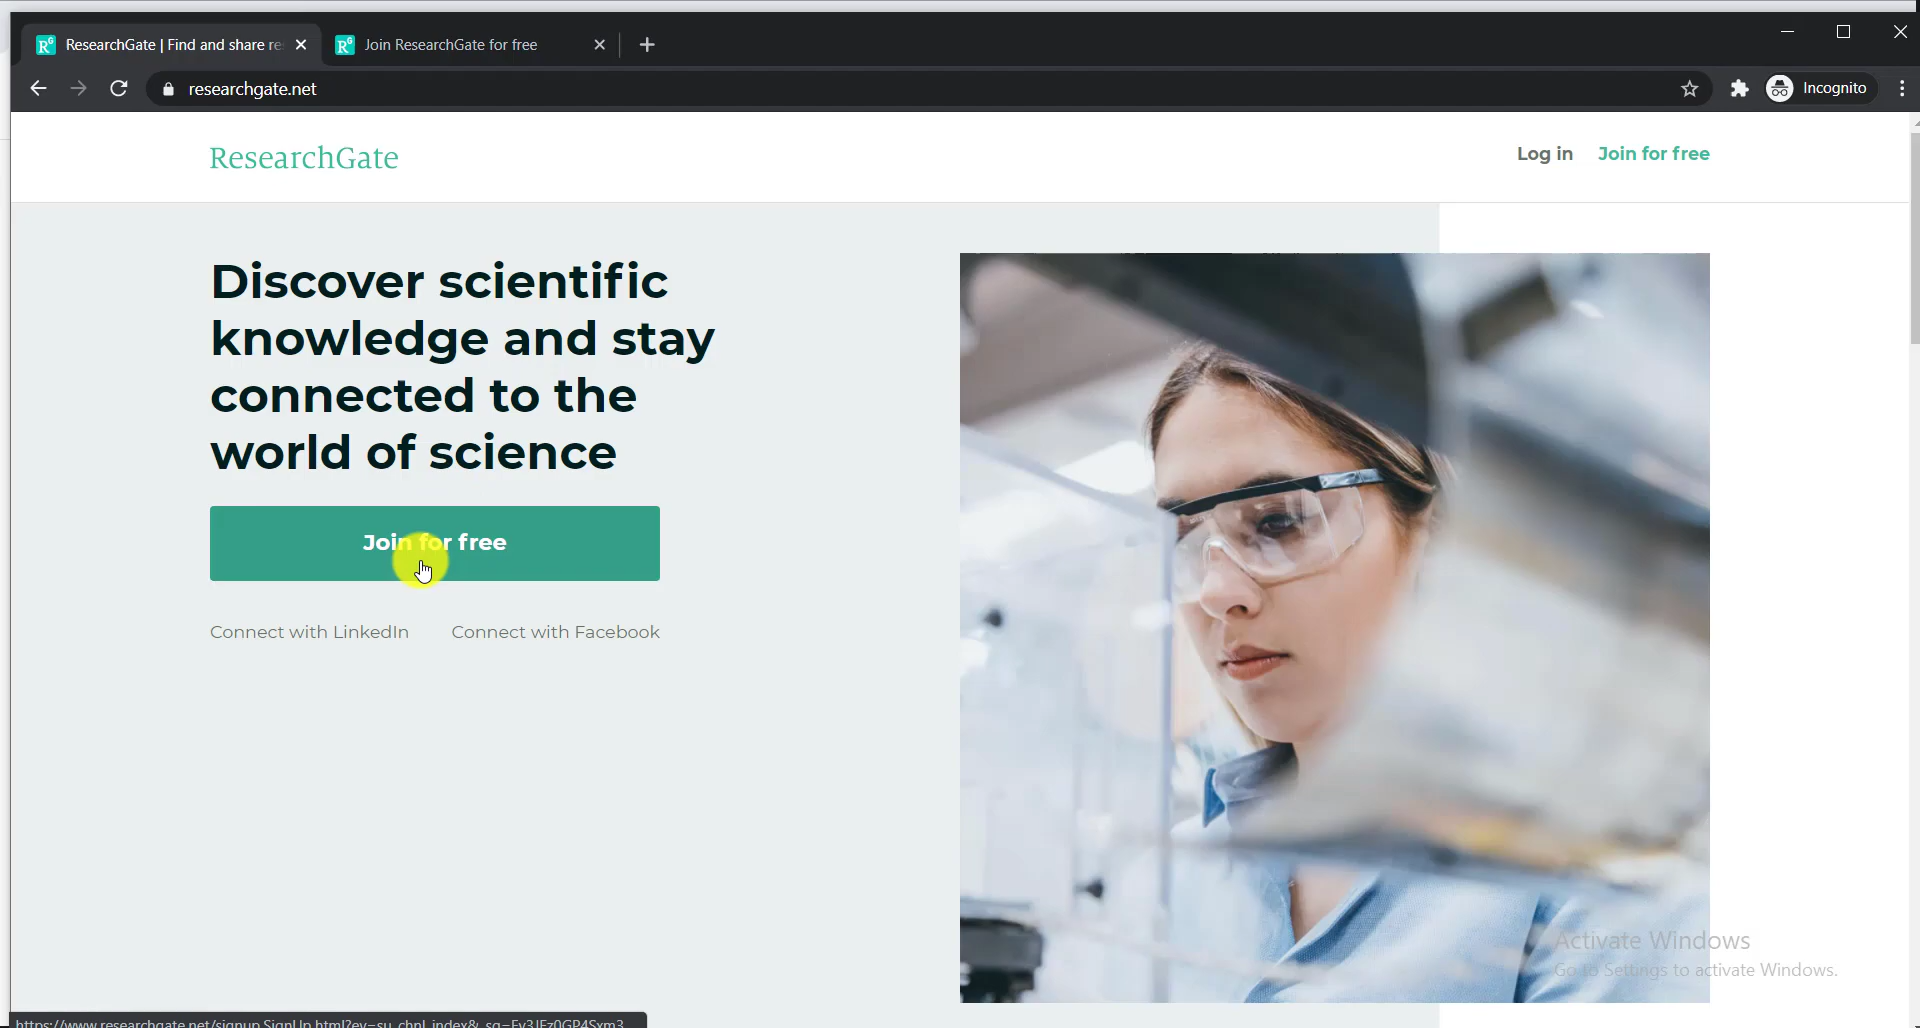 ResearchGate | Find and share re
Join ResearchGate for free
researchgate.net
Incognito
ResearchGate
Log in
Join for free
Discover scientific
knowledge and stay
connected to the
world of science
Join for free
Connect with LinkedIn
Connect with Facebook
Activate Windows
Go to Settings to activate Windows.